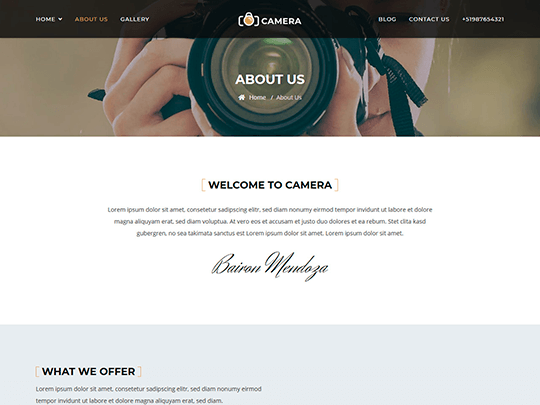 HOME ABOUT US GALLERY CAMERA BLOG CONTACT US +51987654321
ABOUT US
Home / About Us
[ WELCOME TO CAMERA ]
Lorem ipsum dolor sit amet, consetetur sadipscing elitr, sed diam nonumy eirmod tempor invidunt ut labore et dolore
magna aliquyam erat, sed diam voluptua. At vero eos et accusam et justo duo dolores et ea rebum. Stet clita kasd
gubergren, no sea takimata sanctus est Lorem ipsum dolor sit amet. Lorem ipsum dolor sit amet.
Bairon Mendoza
[ WHAT WE OFFER ]
Lorem ipsum dolor sit amet, consetetur sadipscing elitr, sed diam
nonumy eirmod tempor invidunt ut labore et dolore magna aliquyam
erat, sed diam.